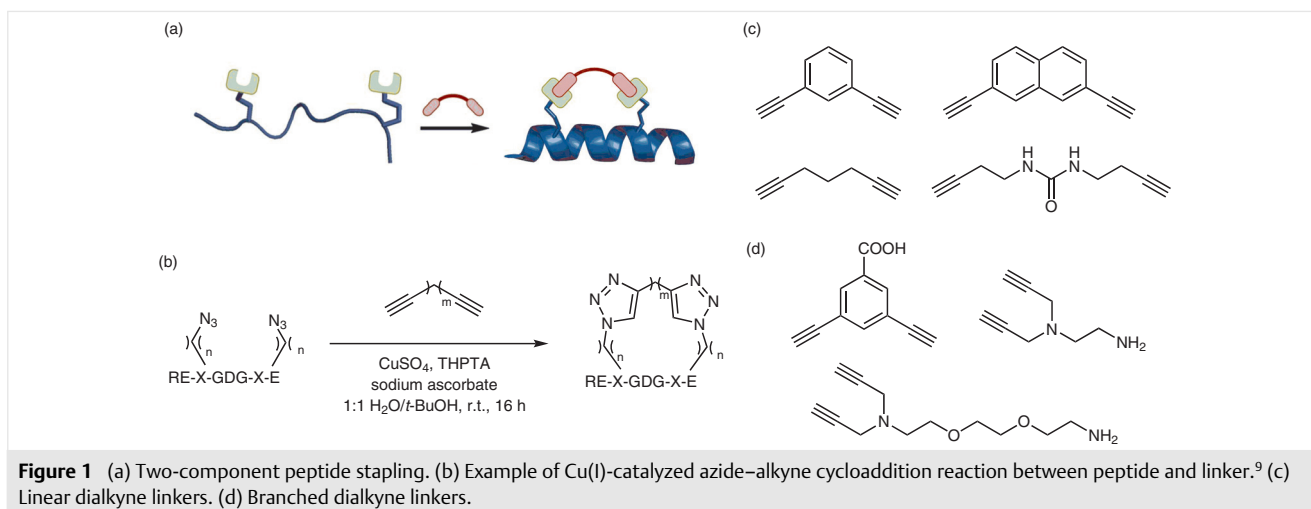 (a)
(c)
H H
N N
O
(b)
N N N N
N N
m
m
N3 N3
n n
n n
CuSO4, THPTA
sodium ascorbate
1:1 H2O/t-BuOH, r.t., 16 h
RE-X-GDG-X-E
RE-X-GDG-X-E
(d)
COOH
N
NH2
N
O
O
NH2
Figure 1 (a) Two-component peptide stapling. (b) Example of Cu(I)-catalyzed azide–alkyne cycloaddition reaction between peptide and linker.9 (c)
Linear dialkyne linkers. (d) Branched dialkyne linkers.